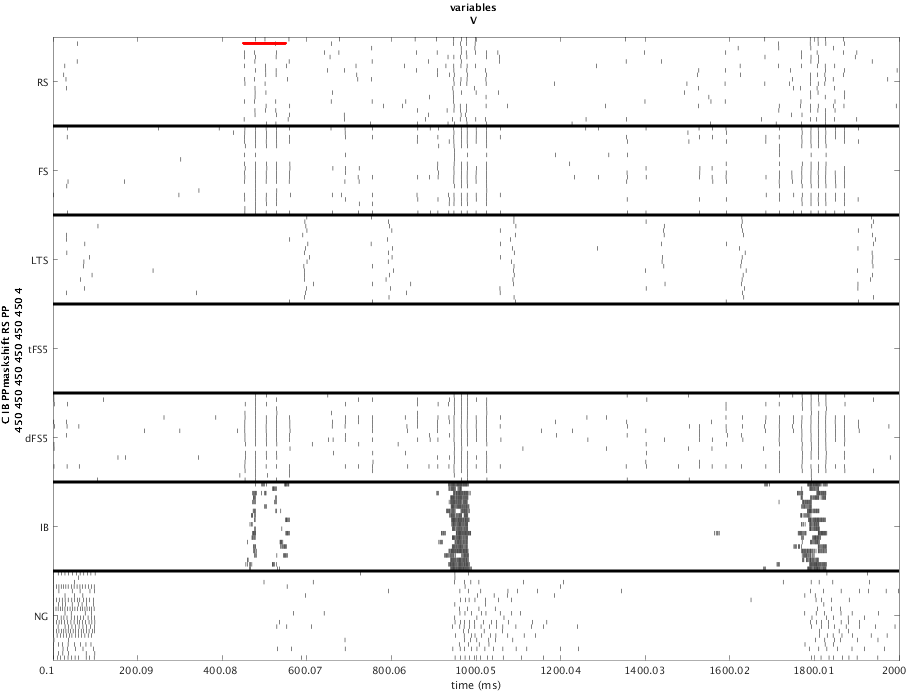 variables
V
RS
FS
LTS
tFS5
dFS5
IB
NG
C IB PPmaskshift RS PP
450 450 450 450 450 450 4
0.1 200.09 400.08 600.07 800.06 1000.05 1200.04 1400.03 1600.02 1800.01 2000
time (ms)